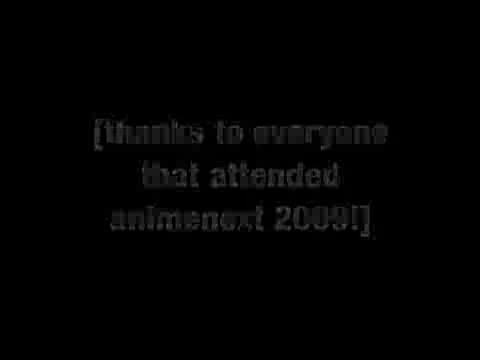 [thanks to everyone
that attended
animenext 2009!]